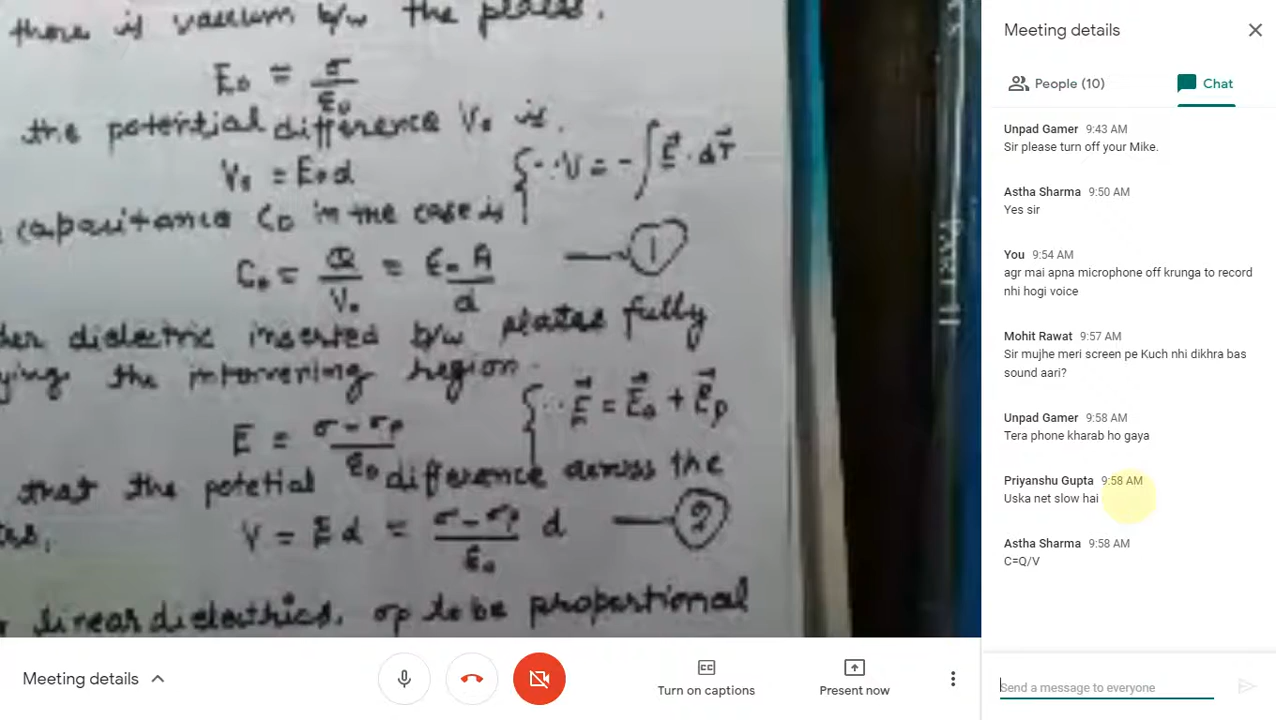 there is vacuum b/w the plates.
E₀ = σ/ε₀
the potential difference V₀ is.
V₀ = E₀d
{∵ V = -∫E⃗ . dr⃗
capacitance C₀ in the case is
C₀ = Q/V₀ = ε₀ A/d —①
dielectric inserted b/w plates fully
the intervening region.
{∵ E⃗ = E⃗₀ + E⃗p
E = σ - σp/ε₀
that the potetial difference across the
V = Ed = σ - σp/ε₀ d —②
linear dielectrics, σp to be proportional
PART II
Meeting details
People (10)
Chat
Unpad Gamer 9:43 AM
Sir please turn off your Mike.
Astha Sharma 9:50 AM
Yes sir
You 9:54 AM
agr mai apna microphone off krunga to record
nhi hogi voice
Mohit Rawat 9:57 AM
Sir mujhe meri screen pe Kuch nhi dikhra bas
sound aari?
Unpad Gamer 9:58 AM
Tera phone kharab ho gaya
Priyanshu Gupta 9:58 AM
Uska net slow hai
Astha Sharma 9:58 AM
C=Q/V
Send a message to everyone
Meeting details
Turn on captions
Present now